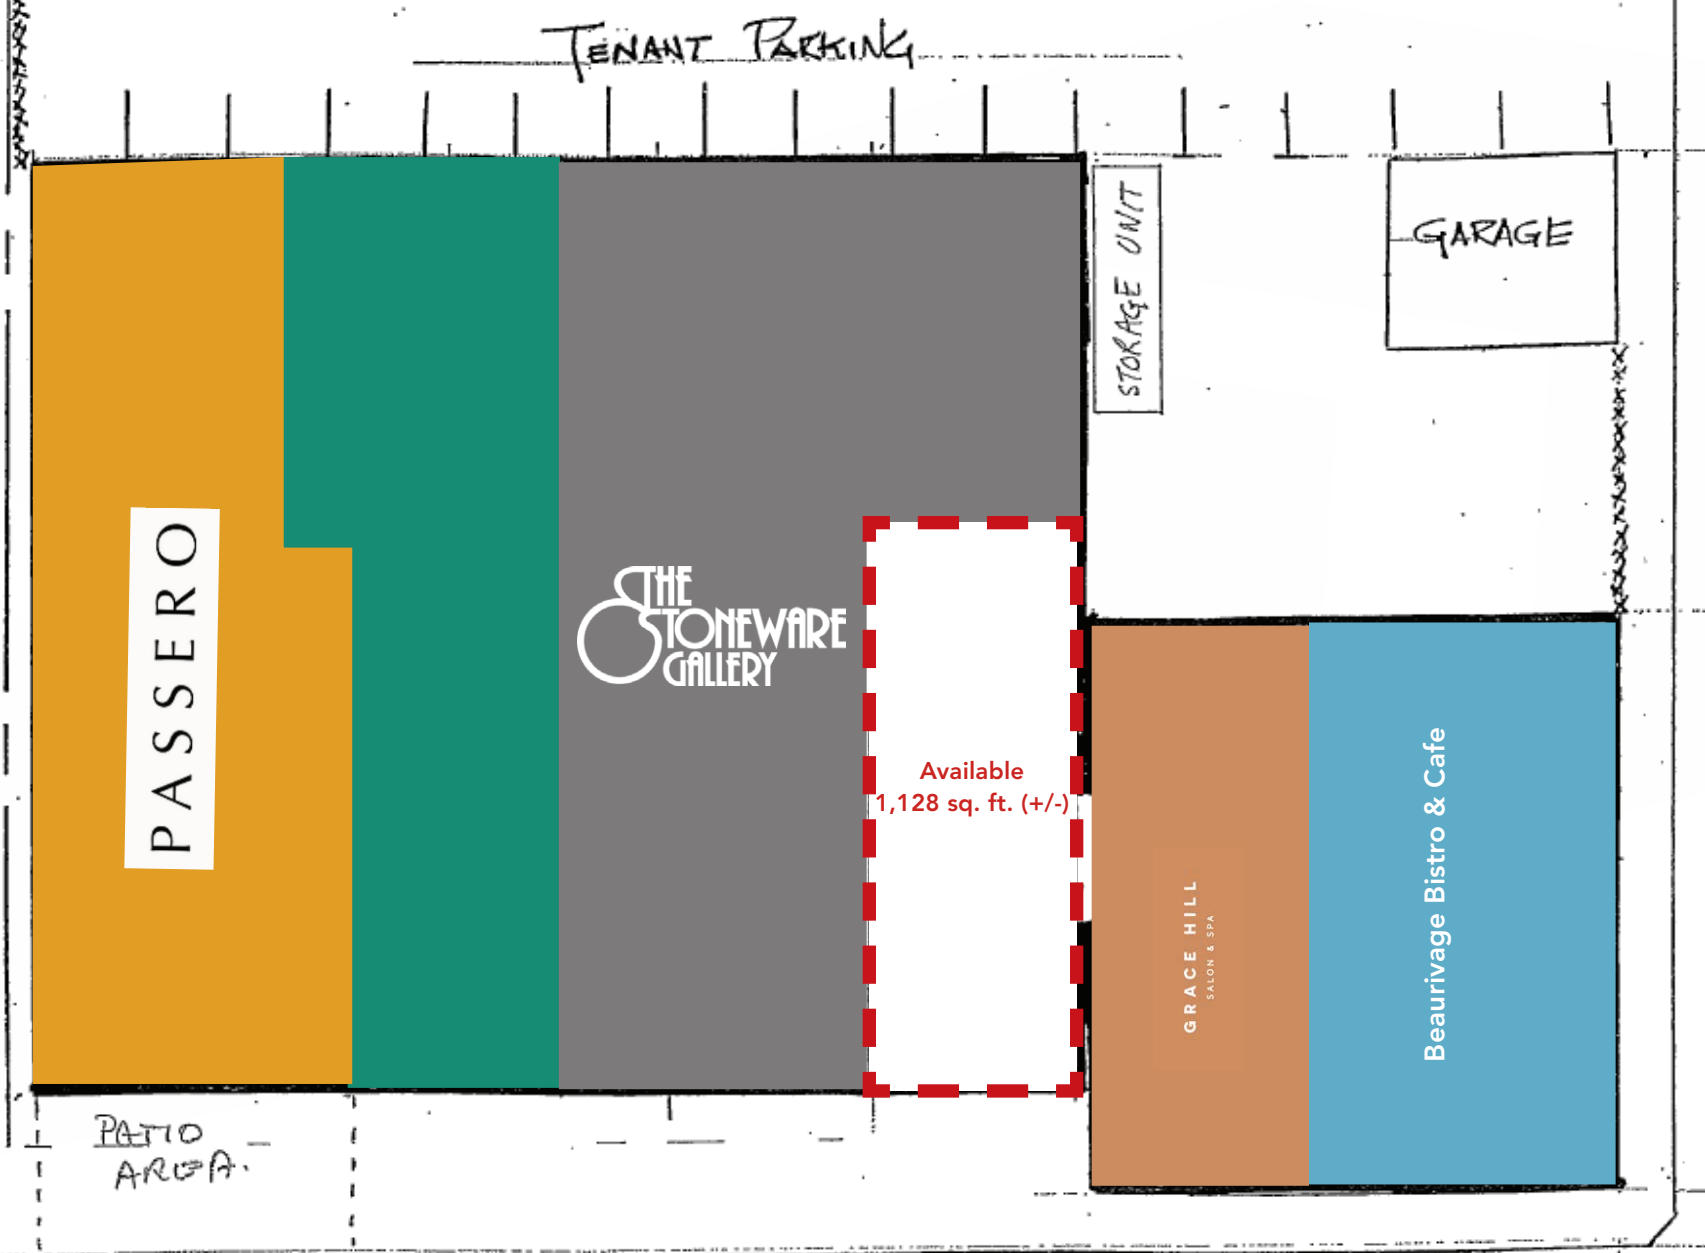 TENANT PARKING
STORAGE UNIT
GARAGE
PASSERO
THE
STONEWARE
GALLERY
Available
1,128 sq. ft. (+/-)
GRACE HILL
SALON & SPA
Beaurivage Bistro & Cafe
PATIO
AREA.